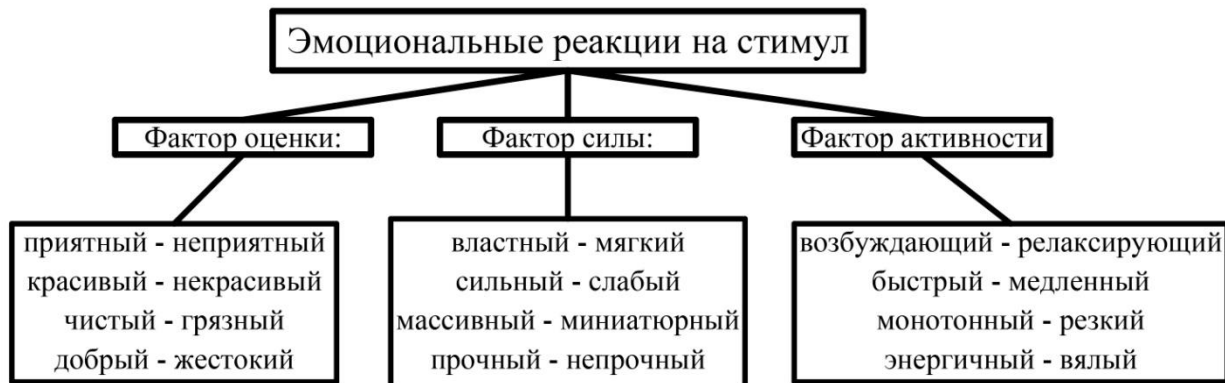 Эмоциональные реакции на стимул
Фактор оценки:
Фактор силы:
Фактор активности
приятный - неприятный
красивый - некрасивый
чистый - грязный
добрый - жестокий
властный - мягкий
сильный - слабый
массивный - миниатюрный
прочный - непрочный
возбуждающий - релаксирующий
быстрый - медленный
монотонный - резкий
энергичный - вялый